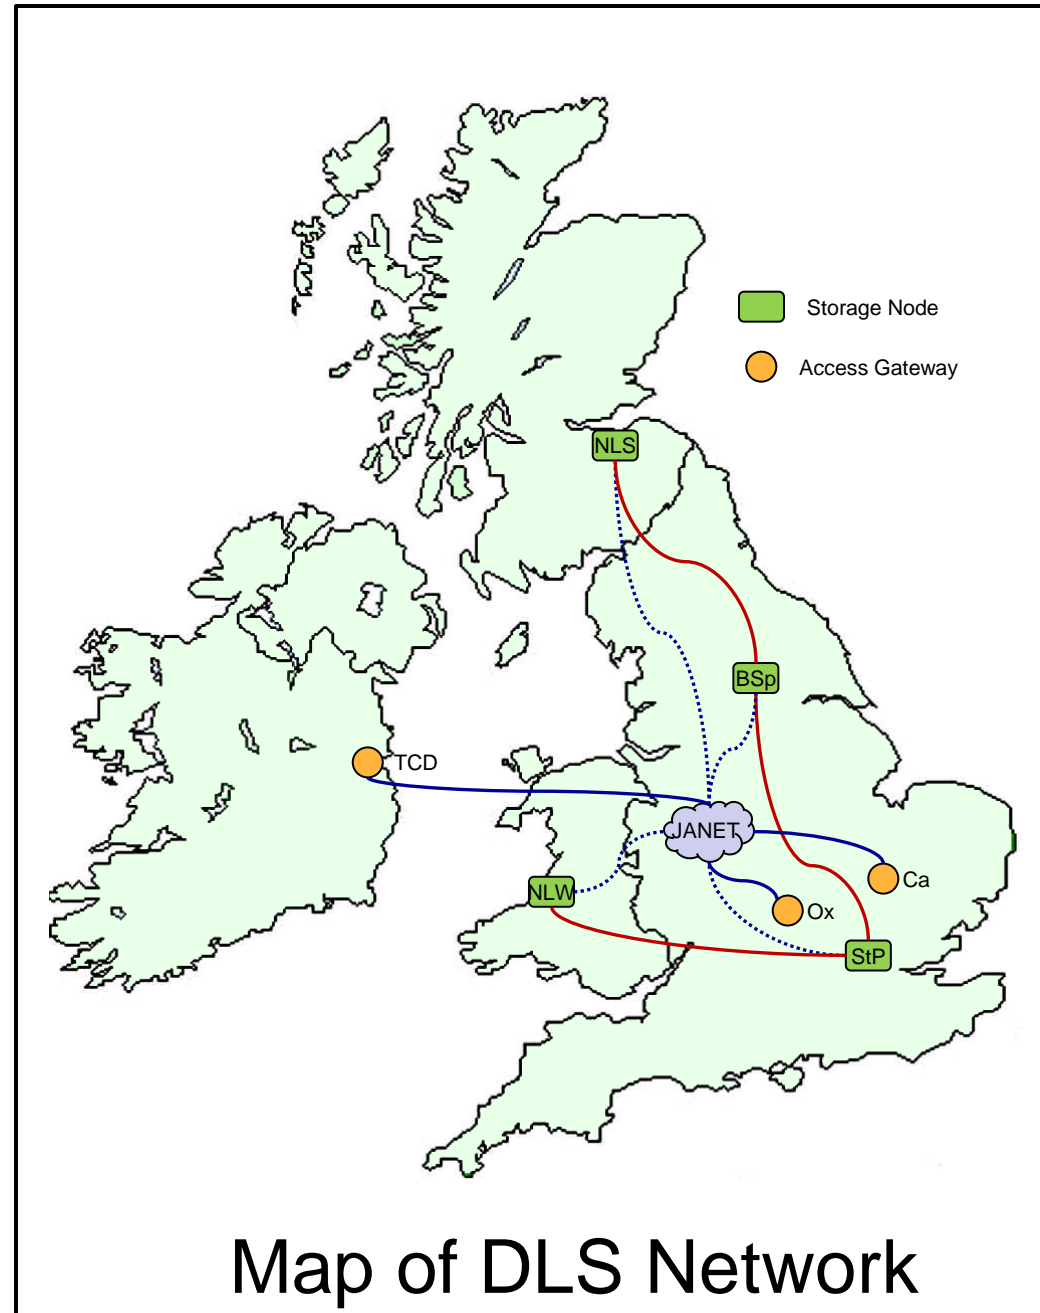 Storage Node
Access Gateway
NLS
BSp
TCD
JANET
Ca
NLW
Ox
StP
Map of DLS Network